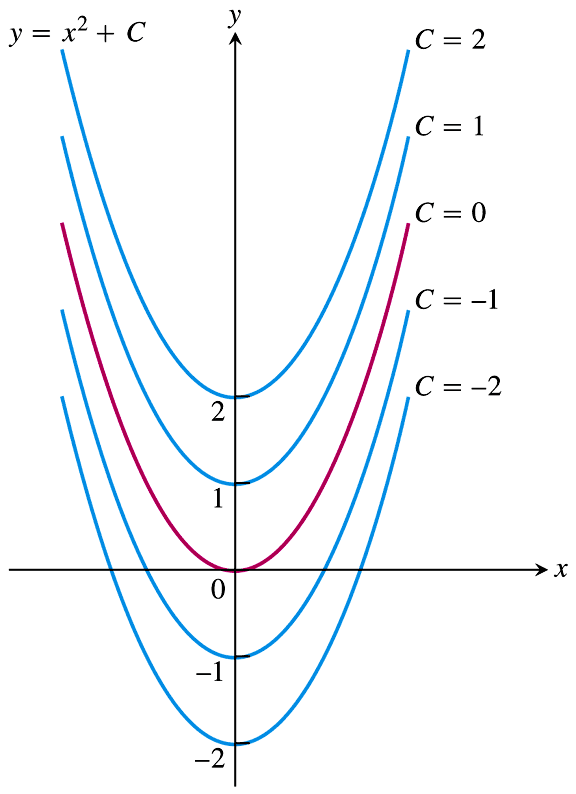 y = x² + C
y
C = 2
C = 1
C = 0
C = –1
C = –2
2
1
0
x
–1
–2